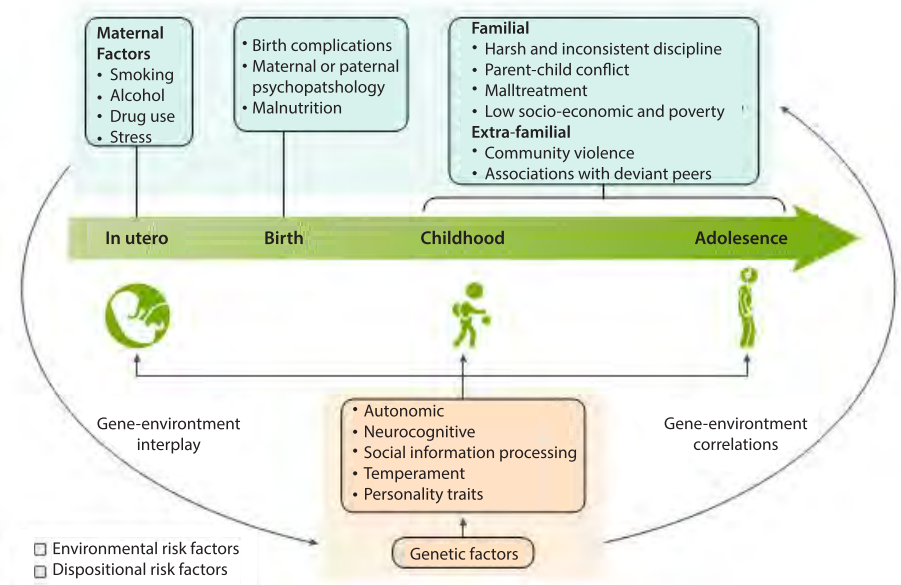 Maternal
Factors
• Smoking
• Alcohol
• Drug use
• Stress
• Birth complications
• Maternal or paternal
psychopatshology
• Malnutrition
Familial
• Harsh and inconsistent discipline
• Parent-child conflict
• Malltreatment
• Low socio-economic and poverty
Extra-familial
• Community violence
• Associations with deviant peers
In utero
Birth
Childhood
Adolesence
Gene-environtment
interplay
• Autonomic
• Neurocognitive
• Social information processing
• Temperament
• Personality traits
Gene-environtment
correlations
Genetic factors
Environmental risk factors
Dispositional risk factors